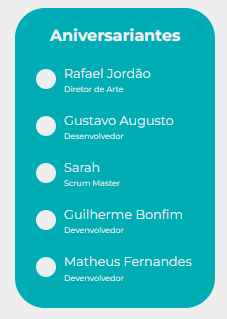 Aniversariantes
Rafael Jordão
Diretor de Arte
Gustavo Augusto
Desenvolvedor
Sarah
Scrum Master
Guilherme Bonfim
Devenvolvedor
Matheus Fernandes
Devenvolvedor